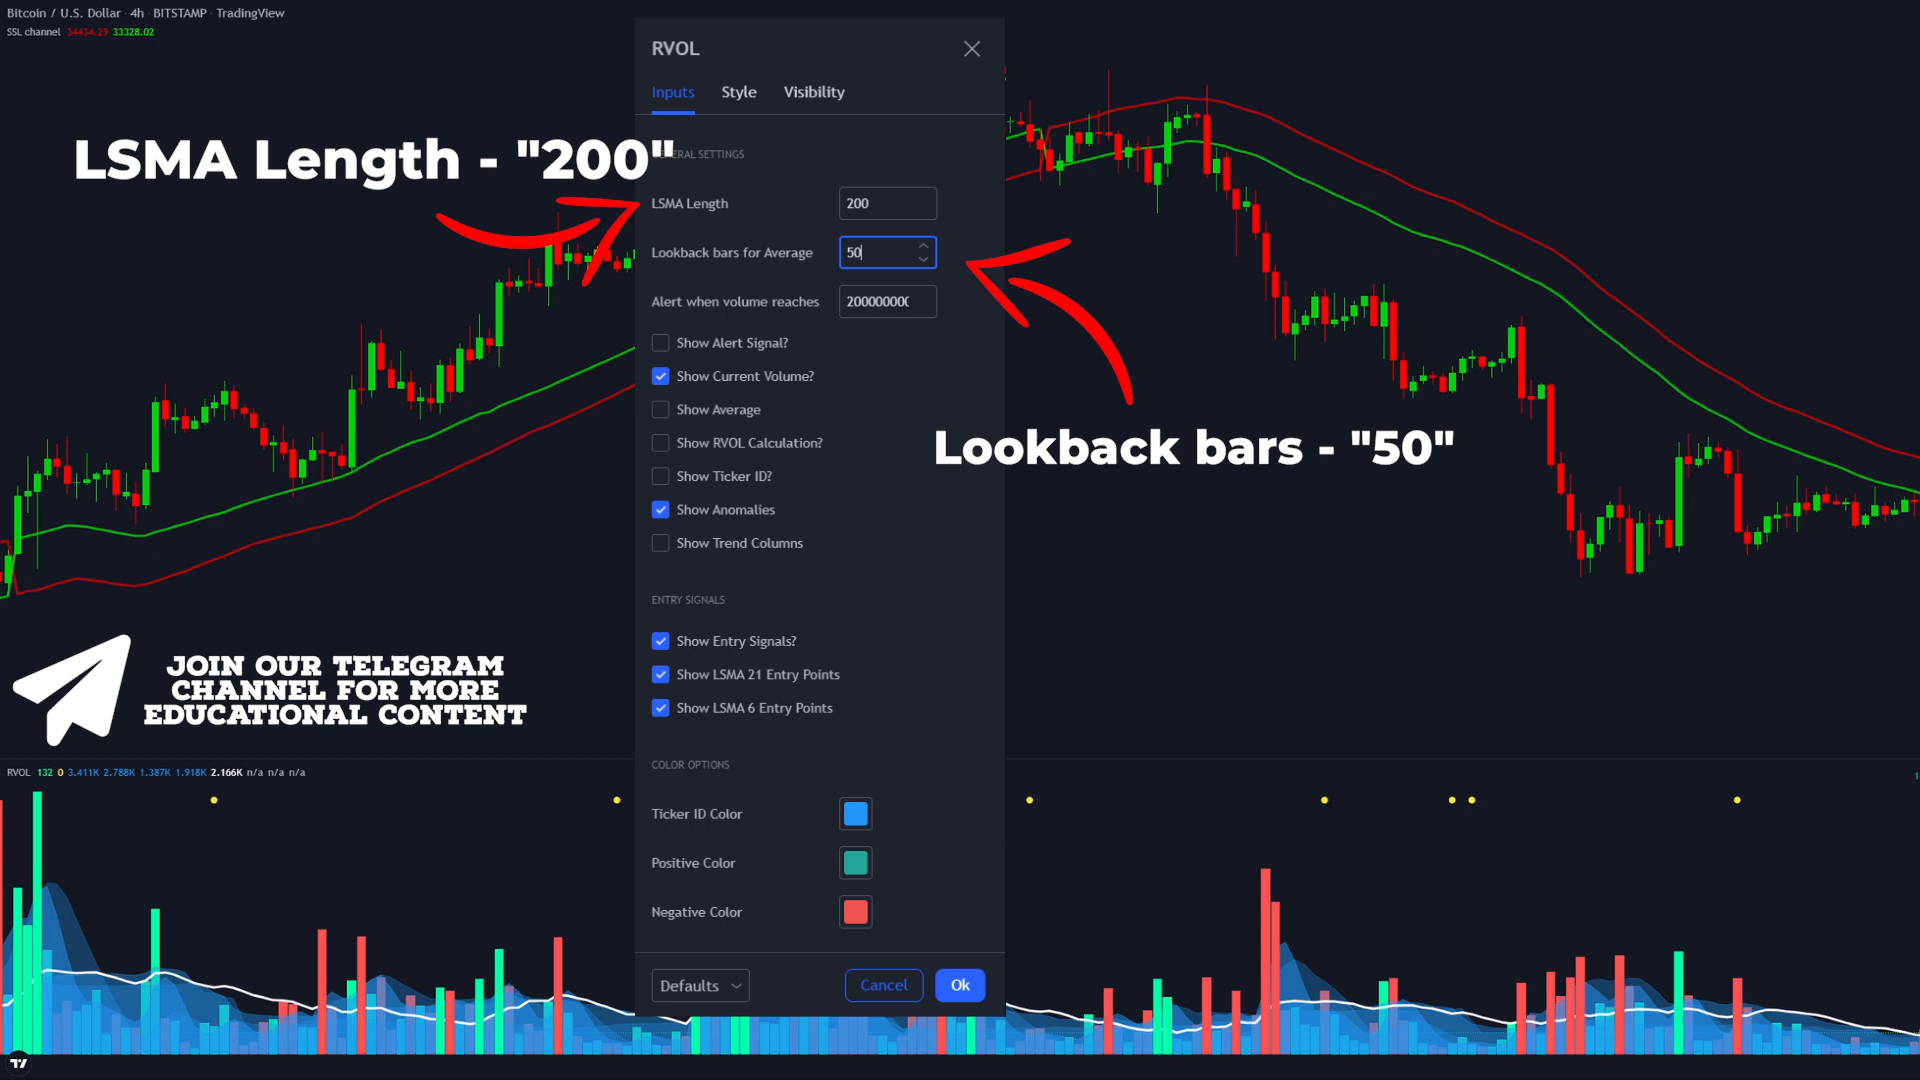 Bitcoin / U.S. Dollar · 4h · BITSTAMP · TradingView
SSL channel 34434.29 33328.02
RVOL
Inputs Style Visibility
LSMA Length - "200"
SETTINGS
LSMA Length 200
Lookback bars for Average 50
Alert when volume reaches 200000000
Show Alert Signal?
Show Current Volume?
Show Average
Show RVOL Calculation?
Show Ticker ID?
Show Anomalies
Show Trend Columns
Lookback bars - "50"
ENTRY SIGNALS
Show Entry Signals?
Show LSMA 21 Entry Points
Show LSMA 6 Entry Points
JOIN OUR TELEGRAM
CHANNEL FOR MORE
EDUCATIONAL CONTENT
COLOR OPTIONS
RVOL 132 0 3.411K 2.788K 1.387K 1.918K 2.166K n/a n/a n/a
Ticker ID Color
Positive Color
Negative Color
Defaults Cancel Ok